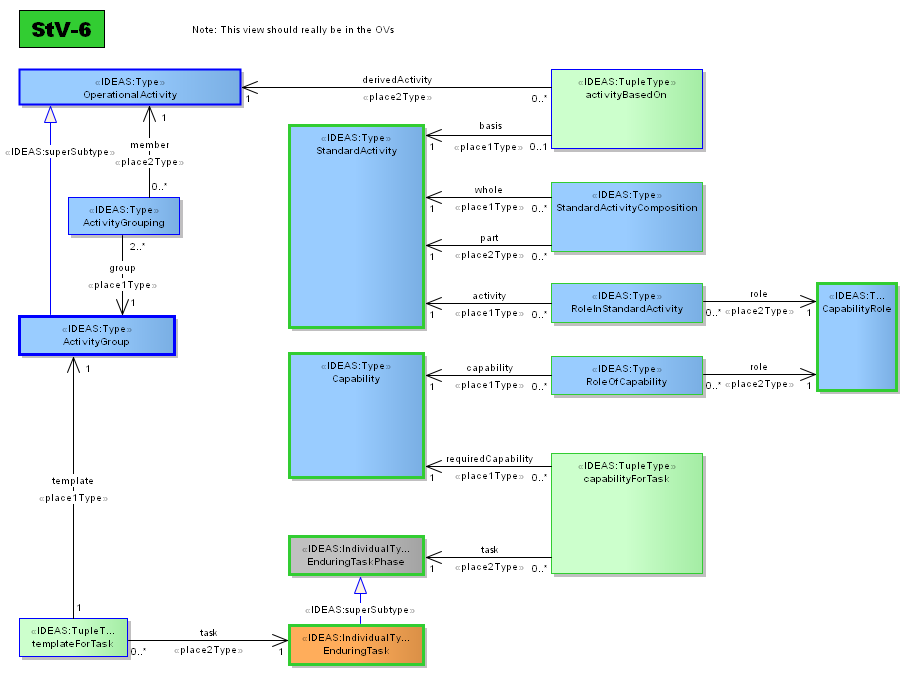 StV-6
Note: This view should really be in the OVs
«IDEAS:Type»
OperationalActivity
derivedActivity
1
«place2Type»
0..*
«IDEAS:TupleType»
activityBasedOn
basis
1
«place1Type»
0..1
1
member
«place2Type»
0..*
«IDEAS:superSubtype»
«IDEAS:Type»
StandardActivity
«IDEAS:Type»
ActivityGrouping
2..*
group
«place1Type»
1
whole
1
«place1Type»
0..*
«IDEAS:Type»
StandardActivityComposition
part
1
«place2Type»
0..*
activity
1
«place1Type»
0..*
«IDEAS:Type»
RoleInStandardActivity
role
0..*
«place2Type»
1
«IDEAS:T...
CapabilityRole
«IDEAS:Type»
ActivityGroup
1
«IDEAS:Type»
Capability
capability
1
«place1Type»
0..*
«IDEAS:Type»
RoleOfCapability
role
0..*
«place2Type»
1
requiredCapability
1
«place1Type»
0..*
«IDEAS:TupleType»
capabilityForTask
template
«place1Type»
1
«IDEAS:IndividualTy...
EnduringTaskPhase
task
1
«place2Type»
0..*
«IDEAS:superSubtype»
«IDEAS:TupleT...
templateForTask
task
0..*
«place2Type»
1
«IDEAS:IndividualTy...
EnduringTask